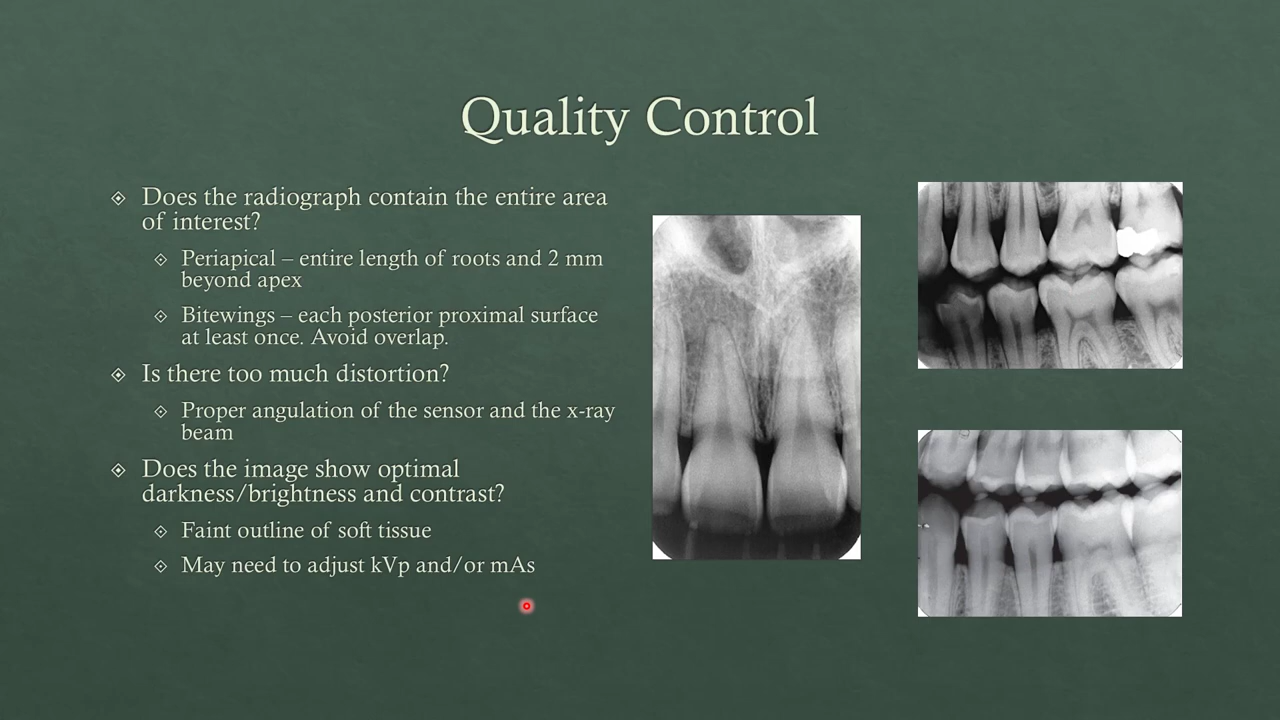 Quality Control
Does the radiograph contain the entire area
of interest?
Periapical – entire length of roots and 2 mm
beyond apex
Bitewings – each posterior proximal surface
at least once. Avoid overlap.
Is there too much distortion?
Proper angulation of the sensor and the x-ray
beam
Does the image show optimal
darkness/brightness and contrast?
Faint outline of soft tissue
May need to adjust kVp and/or mAs